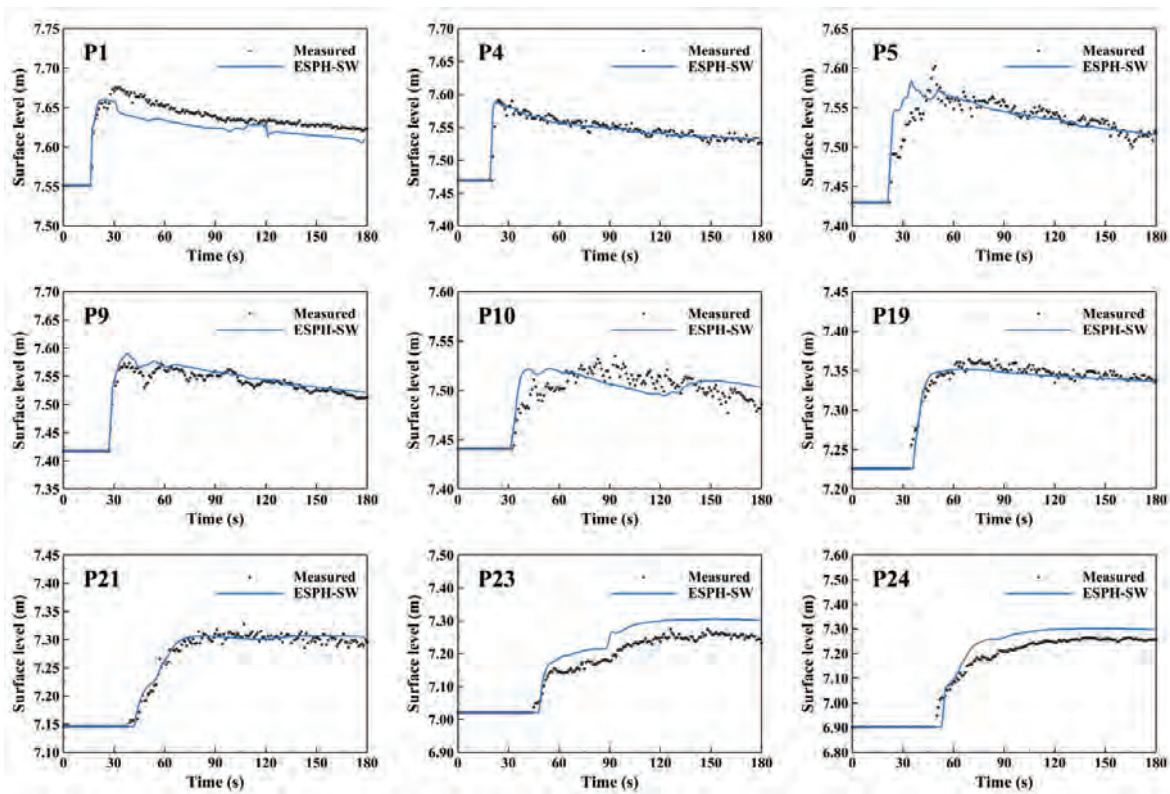 7.75
7.70
7.65
7.60
7.55
7.50
Surface level (m)
P1
Measured
ESPH-SW
0 30 60 90 120 150 180
Time (s)
7.70
7.65
7.60
7.55
7.50
7.45
7.40
Surface level (m)
P4
Measured
ESPH-SW
0 30 60 90 120 150 180
Time (s)
7.65
7.60
7.55
7.50
7.45
7.40
Surface level (m)
P5
Measured
ESPH-SW
0 30 60 90 120 150 180
Time (s)
7.70
7.65
7.60
7.55
7.50
7.45
7.40
7.35
Surface level (m)
P9
Measured
ESPH-SW
0 30 60 90 120 150 180
Time (s)
7.60
7.55
7.50
7.45
7.40
Surface level (m)
P10
Measured
ESPH-SW
0 30 60 90 120 150 180
Time (s)
7.45
7.40
7.35
7.30
7.25
7.20
Surface level (m)
P19
Measured
ESPH-SW
0 30 60 90 120 150 180
Time (s)
7.45
7.40
7.35
7.30
7.25
7.20
7.15
7.10
Surface level (m)
P21
Measured
ESPH-SW
0 30 60 90 120 150 180
Time (s)
7.50
7.40
7.30
7.20
7.10
7.00
6.90
Surface level (m)
P23
Measured
ESPH-SW
0 30 60 90 120 150 180
Time (s)
7.60
7.50
7.40
7.30
7.20
7.10
7.00
6.90
6.80
Surface level (m)
P24
Measured
ESPH-SW
0 30 60 90 120 150 180
Time (s)